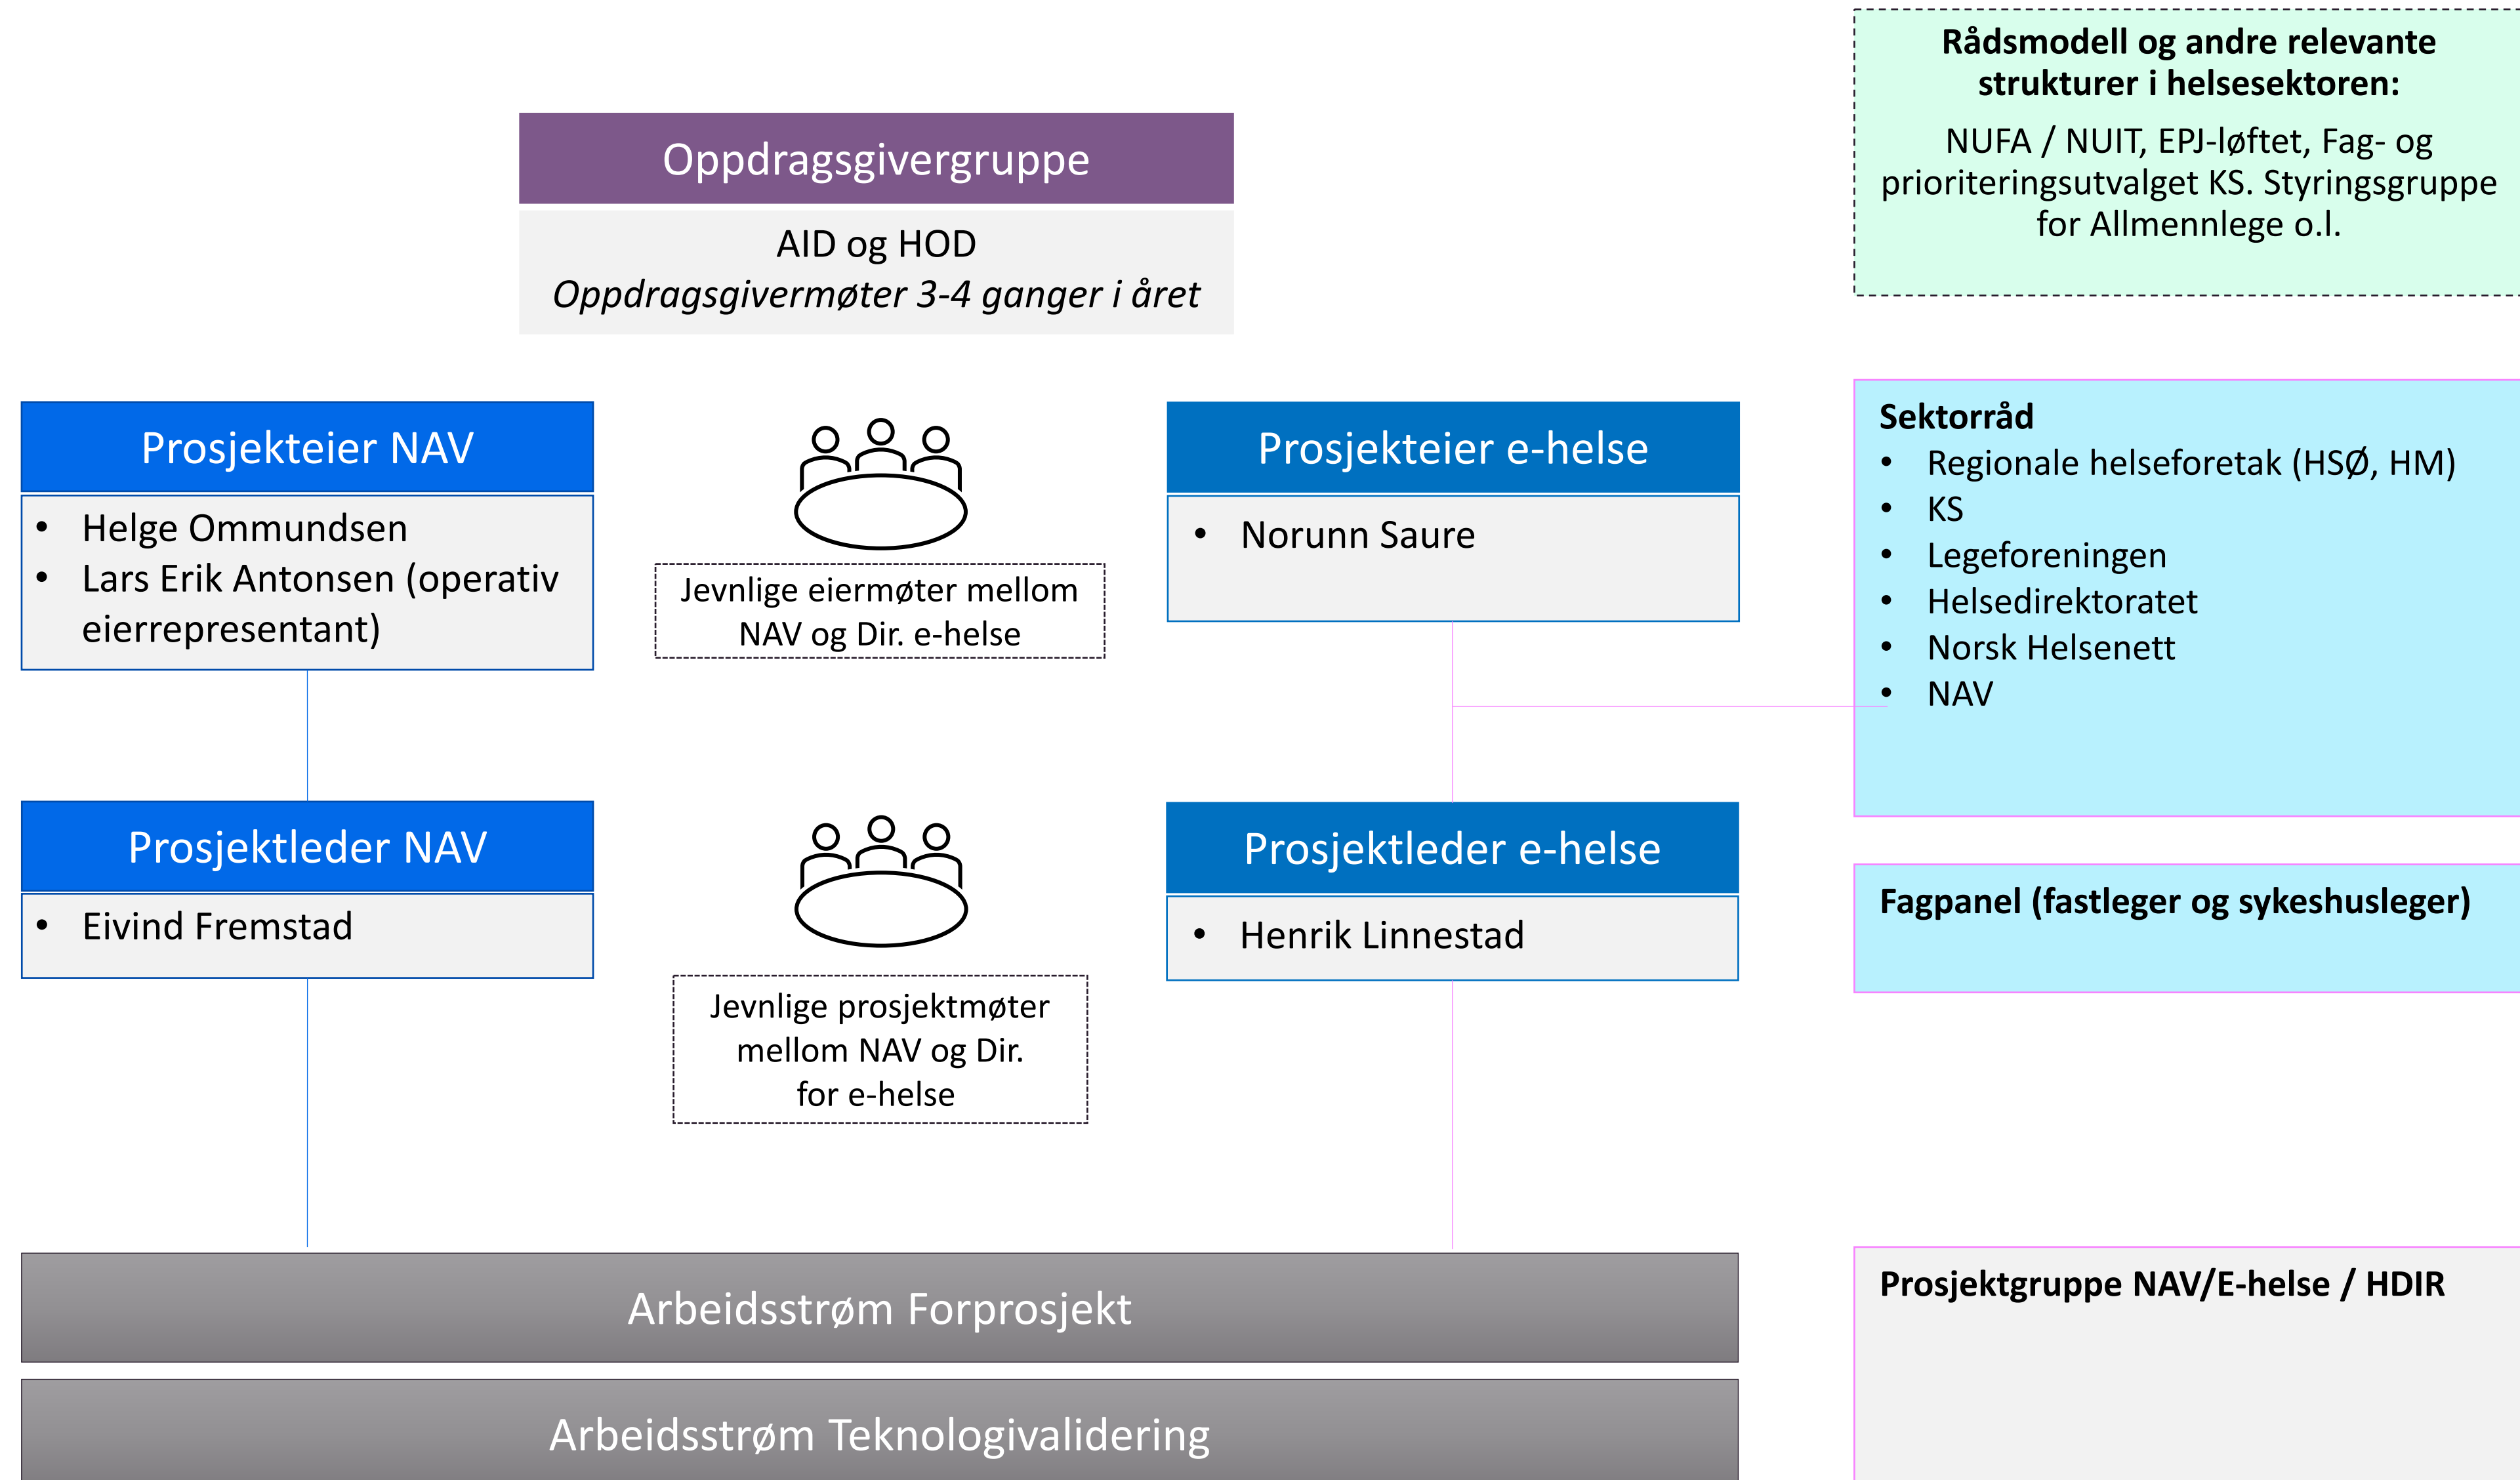 Rådsmodell og andre relevante
strukturer i helsesektoren:
NUFA / NUIT, EPJ-løftet, Fag- og
prioriteringsutvalget KS. Styringsgruppe
for Allmennlege o.l.
Oppdragsgivergruppe
AID og HOD
Oppdragsgivermøter 3-4 ganger i året
Prosjekteier NAV
• Helge Ommundsen
• Lars Erik Antonsen (operativ
eierrepresentant)
Jevnlige eiermøter mellom
NAV og Dir. e-helse
Prosjekteier e-helse
• Norunn Saure
Sektorråd
• Regionale helseforetak (HSØ, HM)
• KS
• Legeforeningen
• Helsedirektoratet
• Norsk Helsenett
• NAV
Prosjektleder NAV
• Eivind Fremstad
Jevnlige prosjektmøter
mellom NAV og Dir.
for e-helse
Prosjektleder e-helse
• Henrik Linnestad
Fagpanel (fastleger og sykeshusleger)
Arbeidsstrøm Forprosjekt
Arbeidsstrøm Teknologivalidering
Prosjektgruppe NAV/E-helse / HDIR